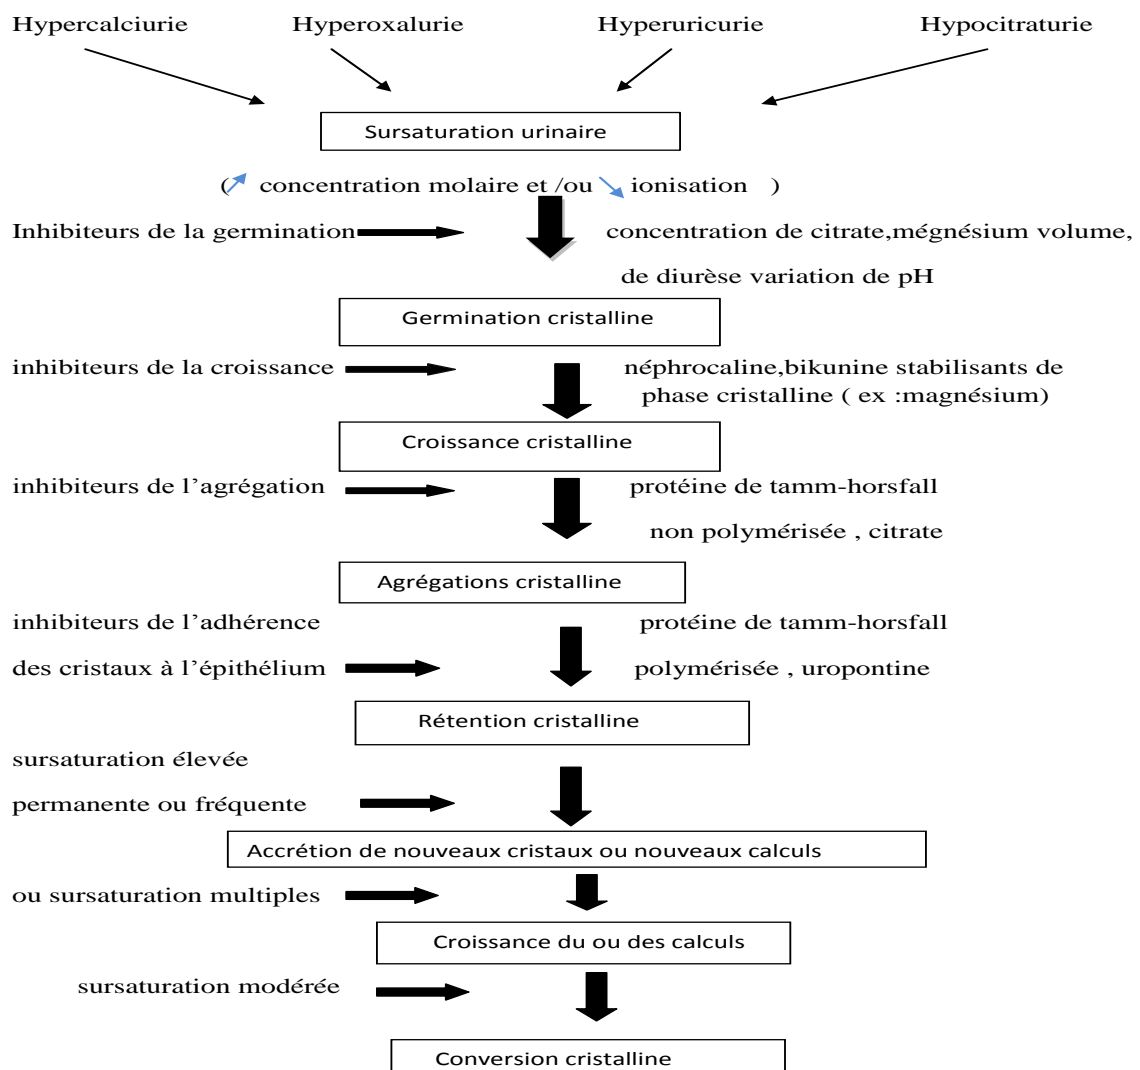 Hypercalciurie Hyperoxalurie Hyperuricurie Hypocitraturie
Sursaturation urinaire
( concentration molaire et /ou ionisation )
Inhibiteurs de la germination concentration de citrate,mégnésium volume,
de diurèse variation de pH
Germination cristalline
inhibiteurs de la croissance néphrocaline,bikunine stabilisants de
phase cristalline ( ex :magnésium)
Croissance cristalline
inhibiteurs de l'agrégation protéine de tamm-horsfall
non polymérisée , citrate
Agrégations cristalline
inhibiteurs de l'adhérence protéine de tamm-horsfall
des cristaux à l'épithélium polymérisée , uropontine
Rétention cristalline
sursaturation élevée
permanente ou fréquente
Accrétion de nouveaux cristaux ou nouveaux calculs
ou sursaturation multiples
Croissance du ou des calculs
sursaturation modérée
Conversion cristalline